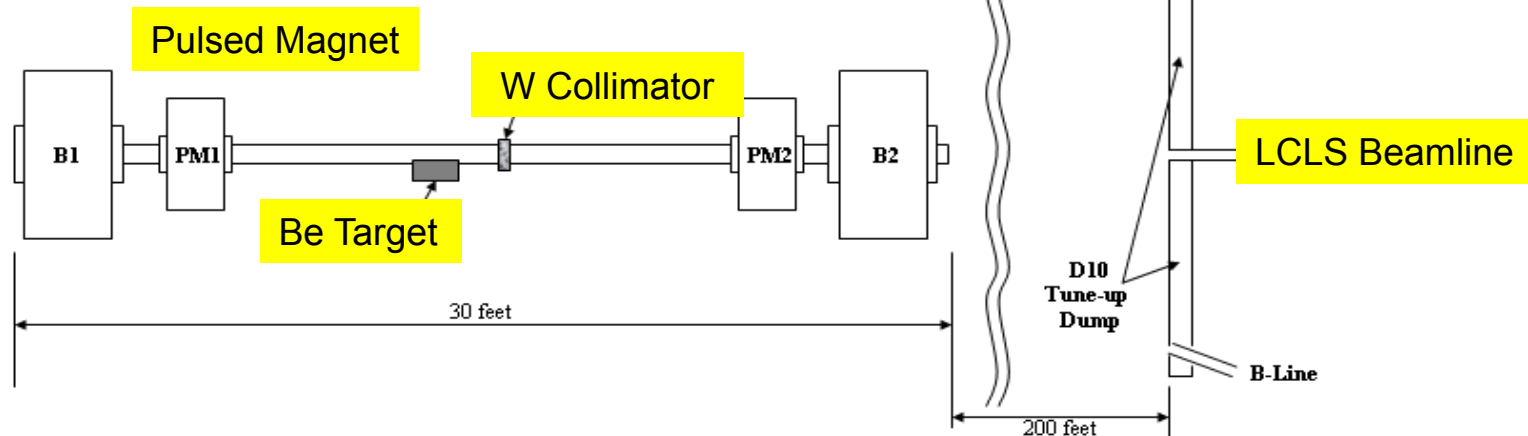 Pulsed Magnet
W Collimator
B1
PM1
PM2
B2
LCLS Beamline
Be Target
D10
Tune-up
Dump
30 feet
B-Line
200 feet